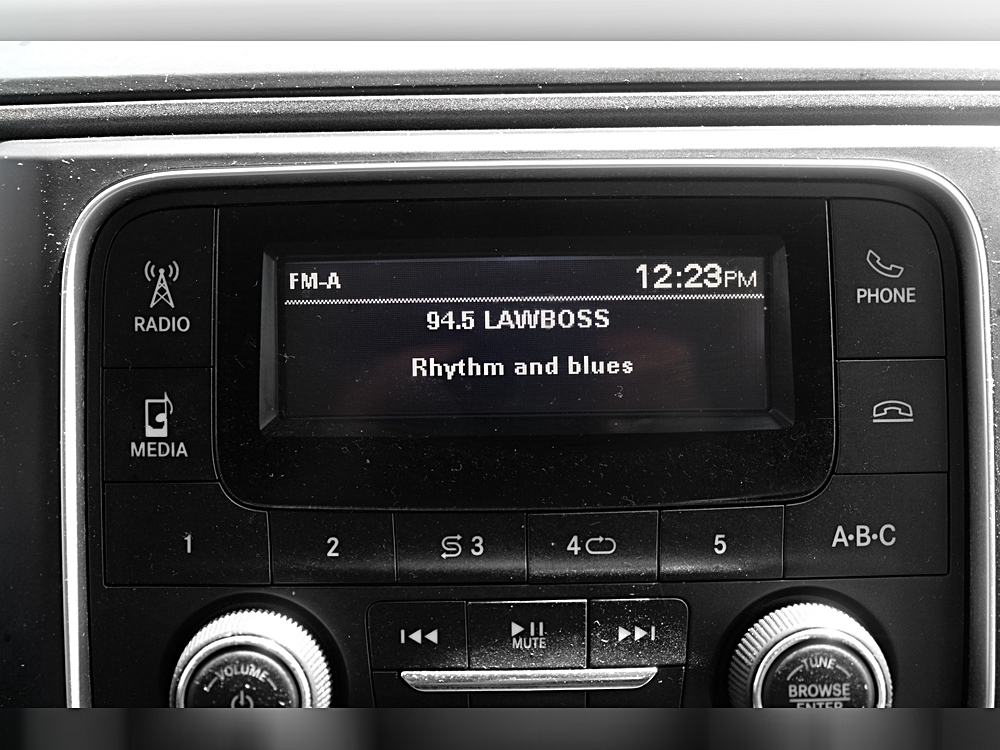 FM-A 12:23PM
94.5 LAWBOSS
Rhythm and blues
RADIO
PHONE
MEDIA
1 2 3 4 5 A·B·C
MUTE
VOLUME
TUNE
BROWSE
ENTER